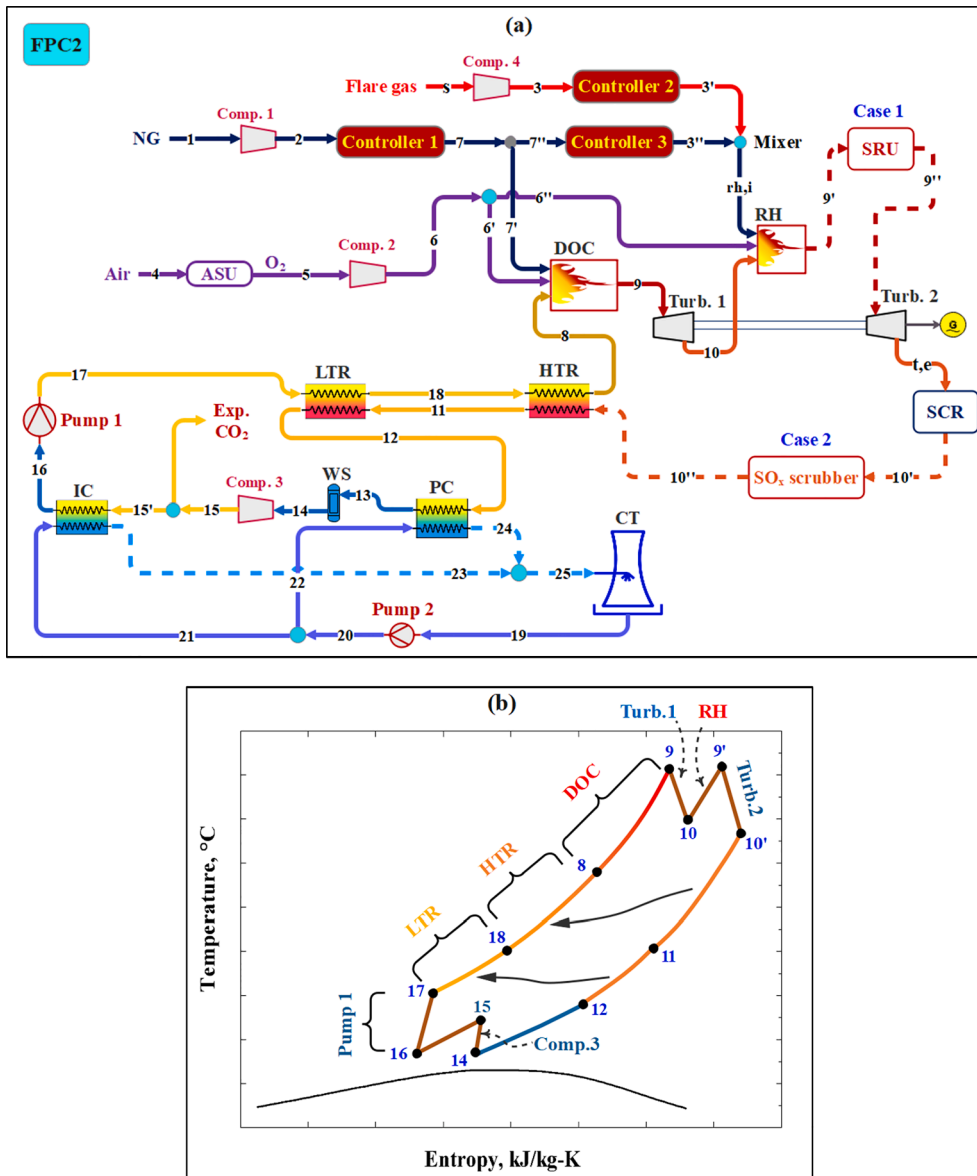 (a)
FPC2
Comp. 4
Flare gas
s
3
Controller 2
3'
Case 1
Comp. 1
NG
1
2
Controller 1
7
7''
Controller 3
3''
Mixer
SRU
9'
9''
rh,i
RH
6''
6
6'
7'
Comp. 2
DOC
Air
4
ASU
O₂
5
9
Turb. 1
Turb. 2
G
8
10
t,e
17
LTR
18
HTR
11
SCR
Pump 1
Exp.
CO₂
12
Case 2
SOₓ scrubber
10''
10'
16
IC
15'
15
Comp. 3
14
WS
13
PC
24
CT
22
23
25
Pump 2
21
20
19
(b)
Turb.1
RH
9
9'
Turb.2
DOC
10
10'
8
HTR
LTR
18
11
17
15
12
Pump 1
16
14
Comp.3
Temperature, °C
Entropy, kJ/kg-K